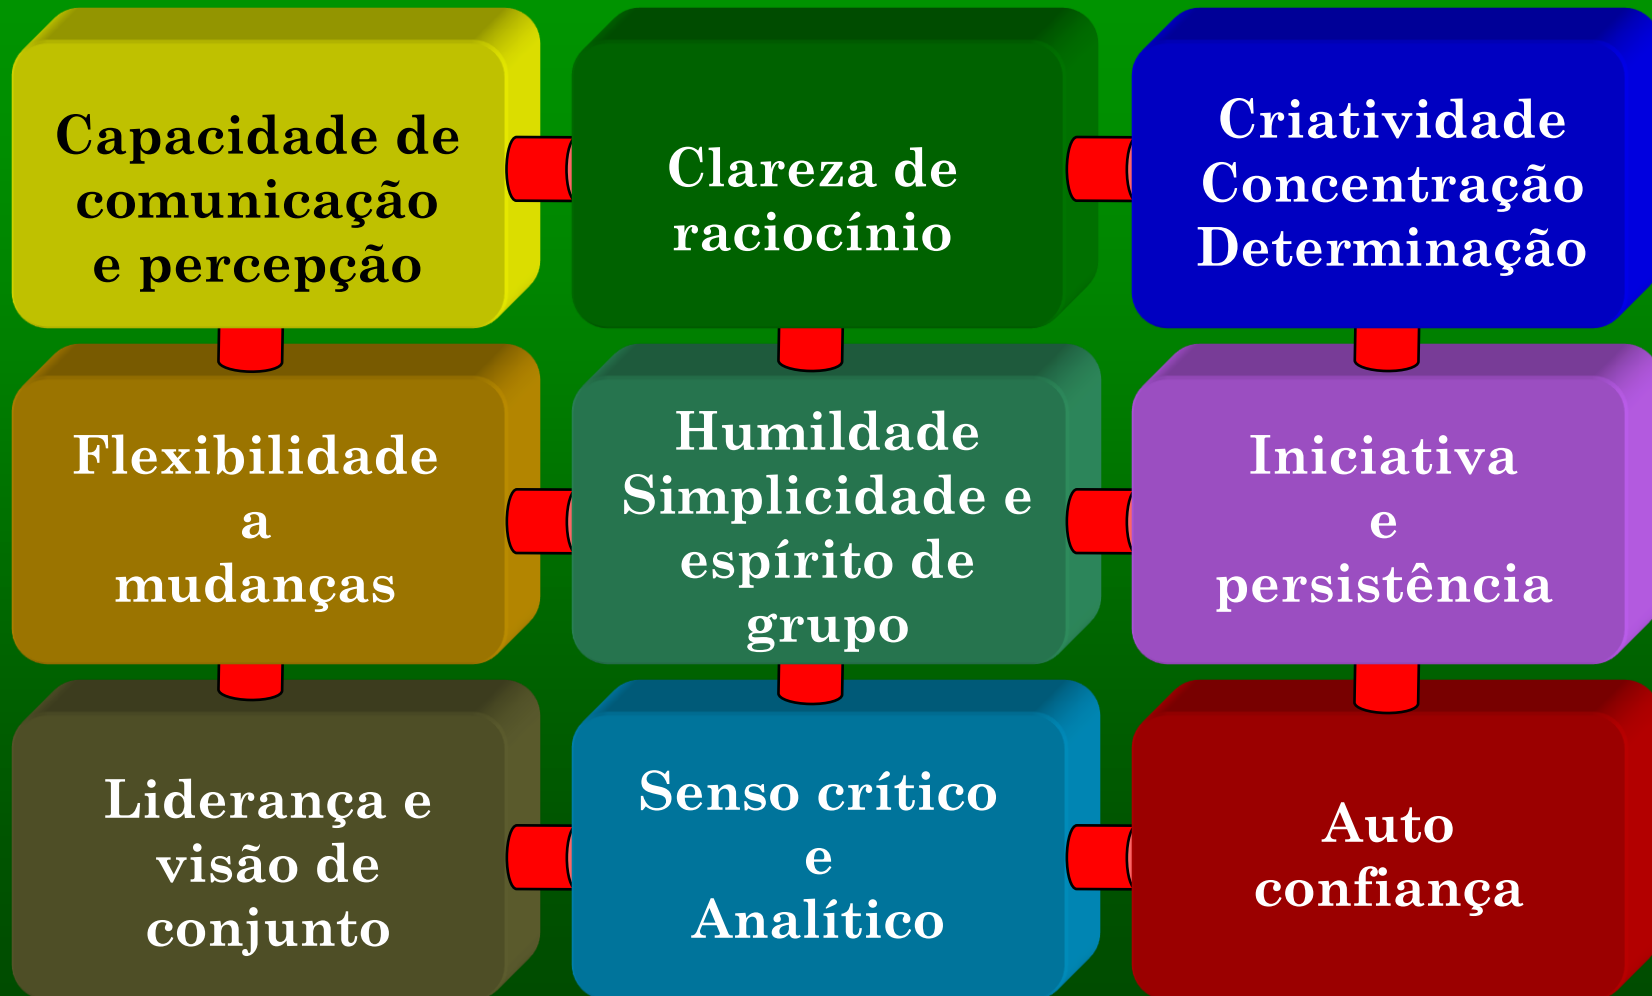 Capacidade de
comunicação
e percepção
Clareza de
raciocínio
Criatividade
Concentração
Determinação
Flexibilidade
a
mudanças
Humildade
Simplicidade e
espírito de
grupo
Iniciativa
e
persistência
Liderança e
visão de
conjunto
Senso crítico
e
Analítico
Auto
confiança